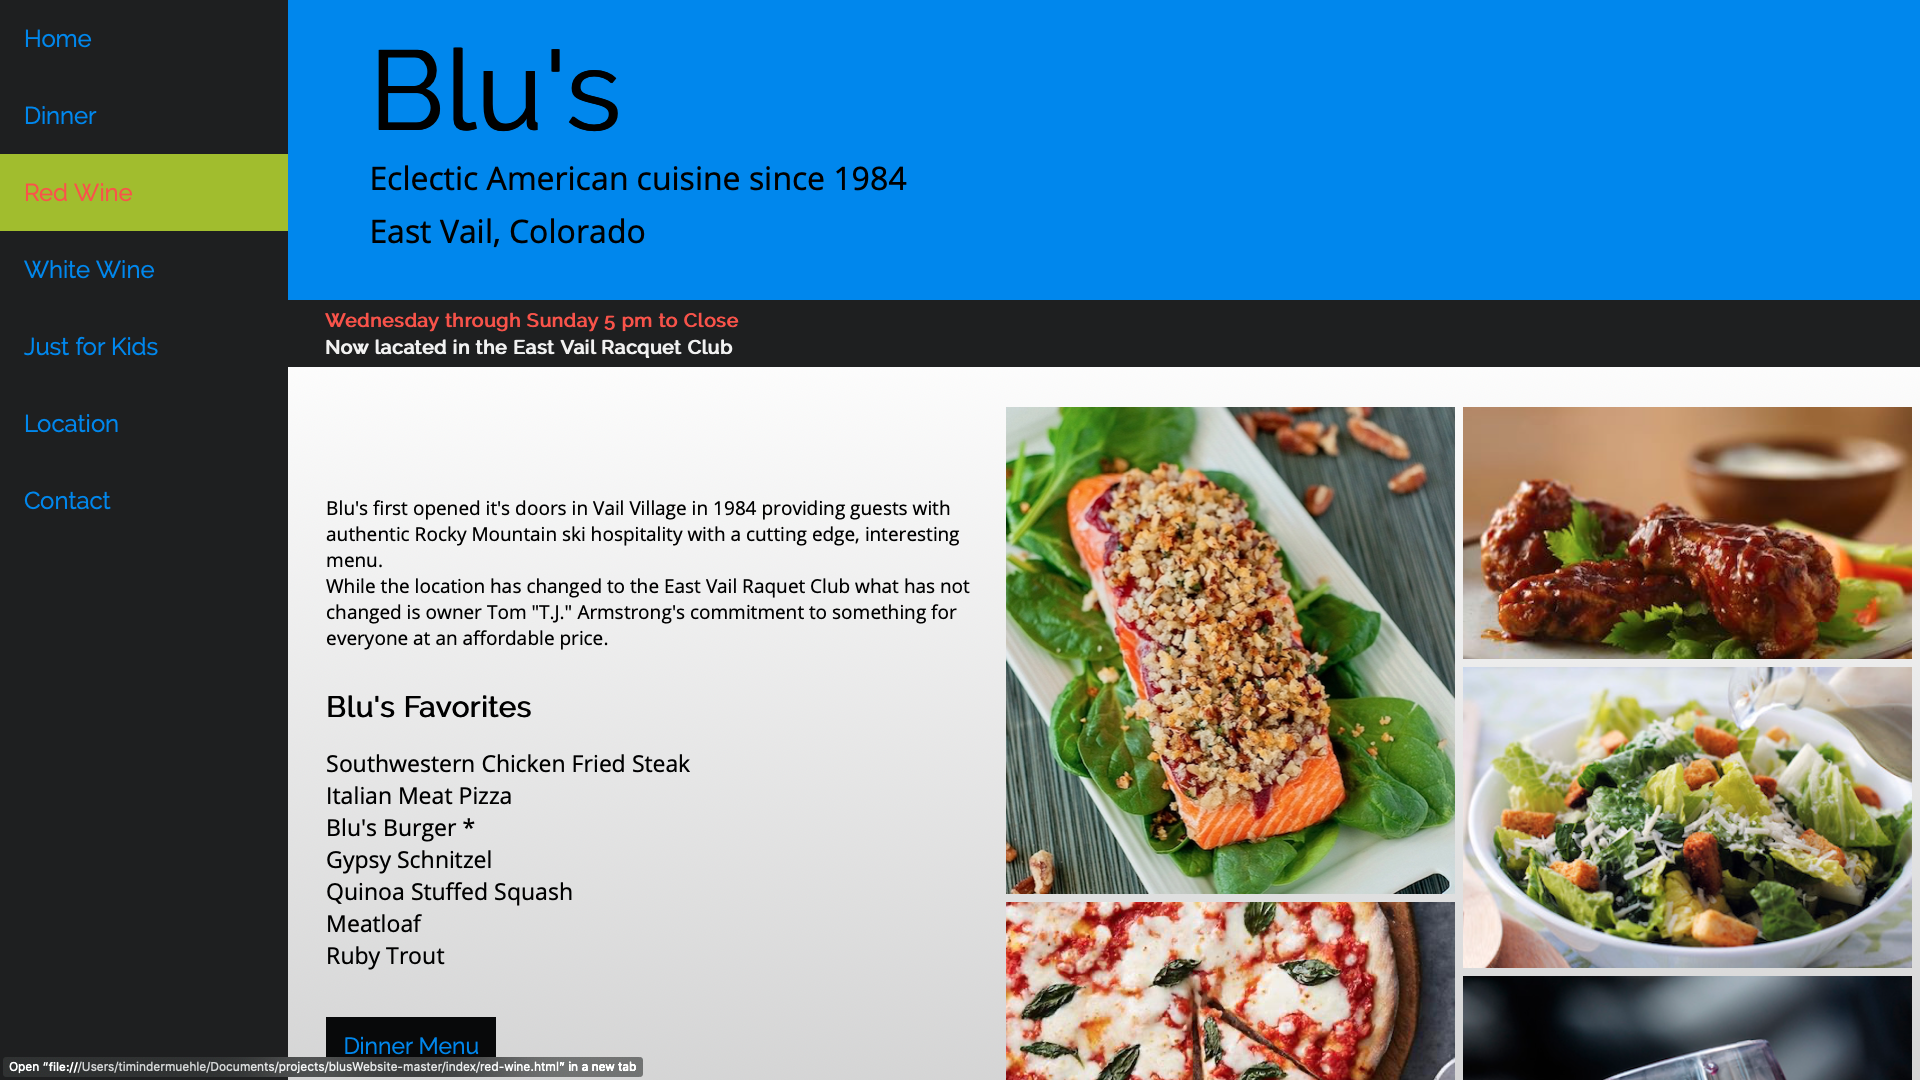 Home
Dinner
Red Wine
White Wine
Just for Kids
Location
Contact
Blu's
Eclectic American cuisine since 1984
East Vail, Colorado
Wednesday through Sunday 5 pm to Close
Now lacated in the East Vail Racquet Club
Blu's first opened it's doors in Vail Village in 1984 providing guests with
authentic Rocky Mountain ski hospitality with a cutting edge, interesting
menu.
While the location has changed to the East Vail Raquet Club what has not
changed is owner Tom "T.J." Armstrong's commitment to something for
everyone at an affordable price.
Blu's Favorites
Southwestern Chicken Fried Steak
Italian Meat Pizza
Blu's Burger *
Gypsy Schnitzel
Quinoa Stuffed Squash
Meatloaf
Ruby Trout
Dinner Menu
Open “file:///Users/timindermuehle/Documents/projects/blusWebsite-master/index/red-wine.html” in a new tab